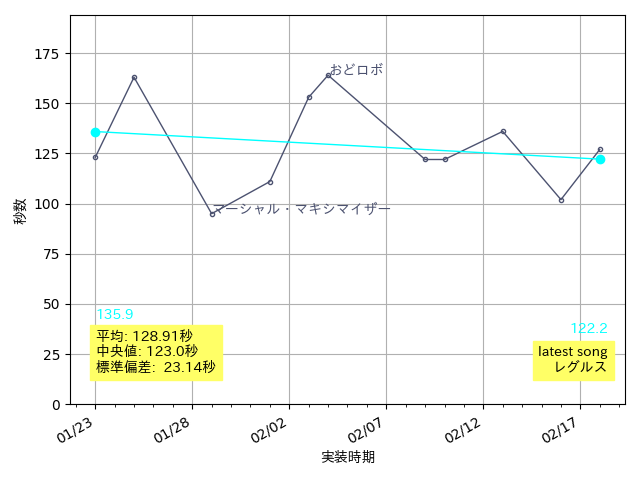 175
150
125
100
75
50
25
0
秒数
おどロボ
マーシャル・マキシマイザー
135.9
122.2
平均: 128.91秒
中央値: 123.0秒
標準偏差: 23.14秒
latest song
レグルス
01/23
01/28
02/02
02/07
02/12
02/17
実装時期